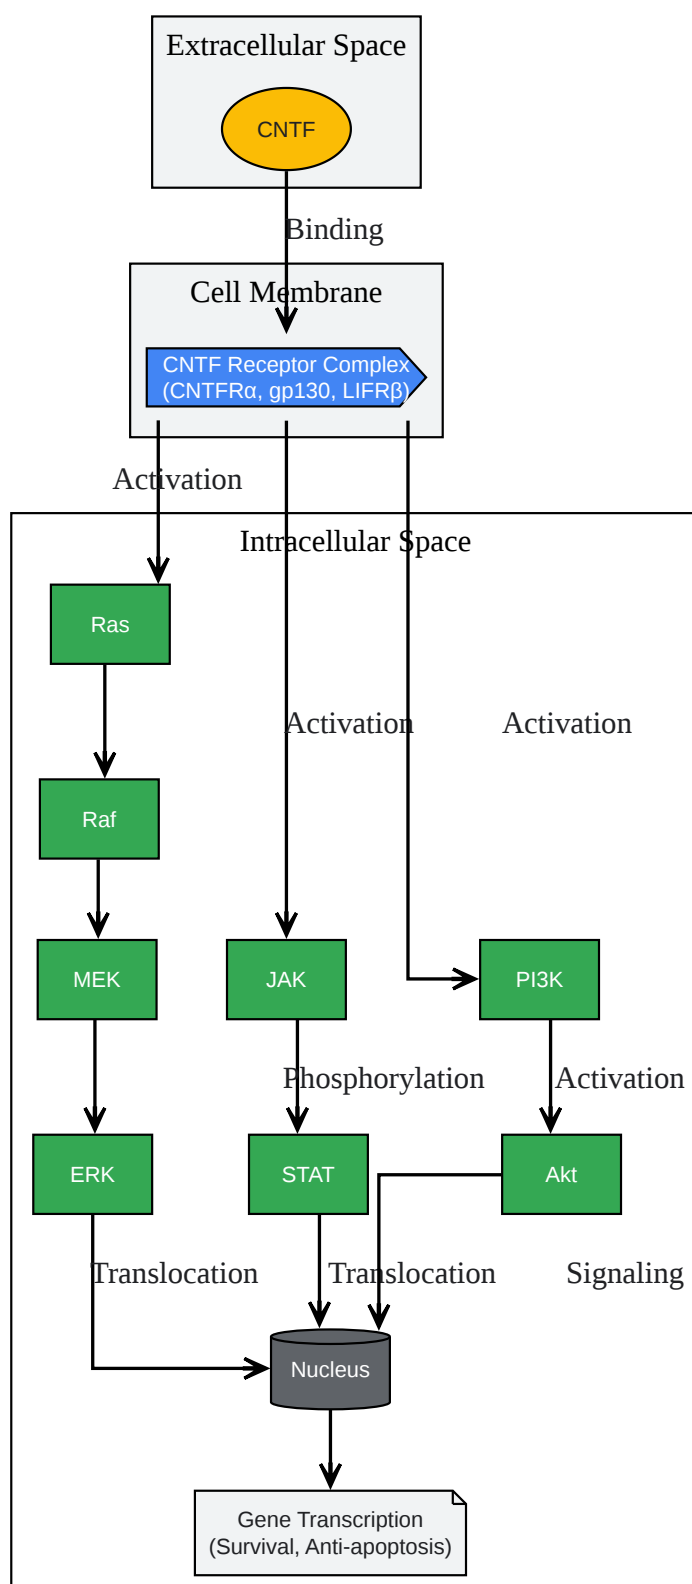 Extracellular Space
CNTF
Binding
Cell Membrane
CNTF Receptor Complex
(CNTFRα, gp130, LIFRβ)
Activation
Intracellular Space
Ras
Activation
Activation
Raf
MEK
JAK
PI3K
Phosphorylation
Activation
ERK
STAT
Akt
Translocation
Translocation
Signaling
Nucleus
Gene Transcription
(Survival, Anti-apoptosis)